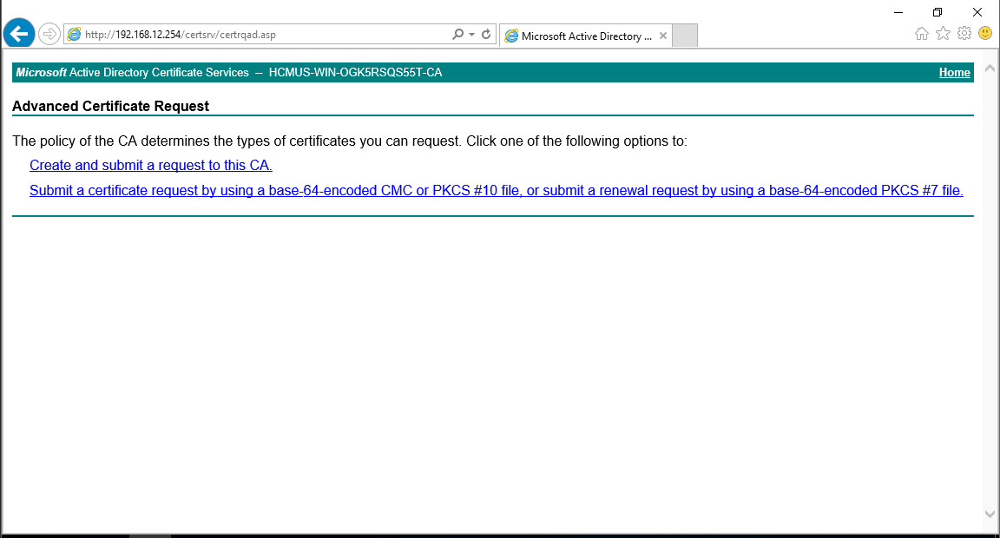 http://192.168.12.254/certsrv/certrqad.asp
Microsoft Active Directory ...
Microsoft Active Directory Certificate Services -- HCMUS-WIN-OGK5RSQS55T-CA
Home
Advanced Certificate Request
The policy of the CA determines the types of certificates you can request. Click one of the following options to:
Create and submit a request to this CA.
Submit a certificate request by using a base-64-encoded CMC or PKCS #10 file, or submit a renewal request by using a base-64-encoded PKCS #7 file.